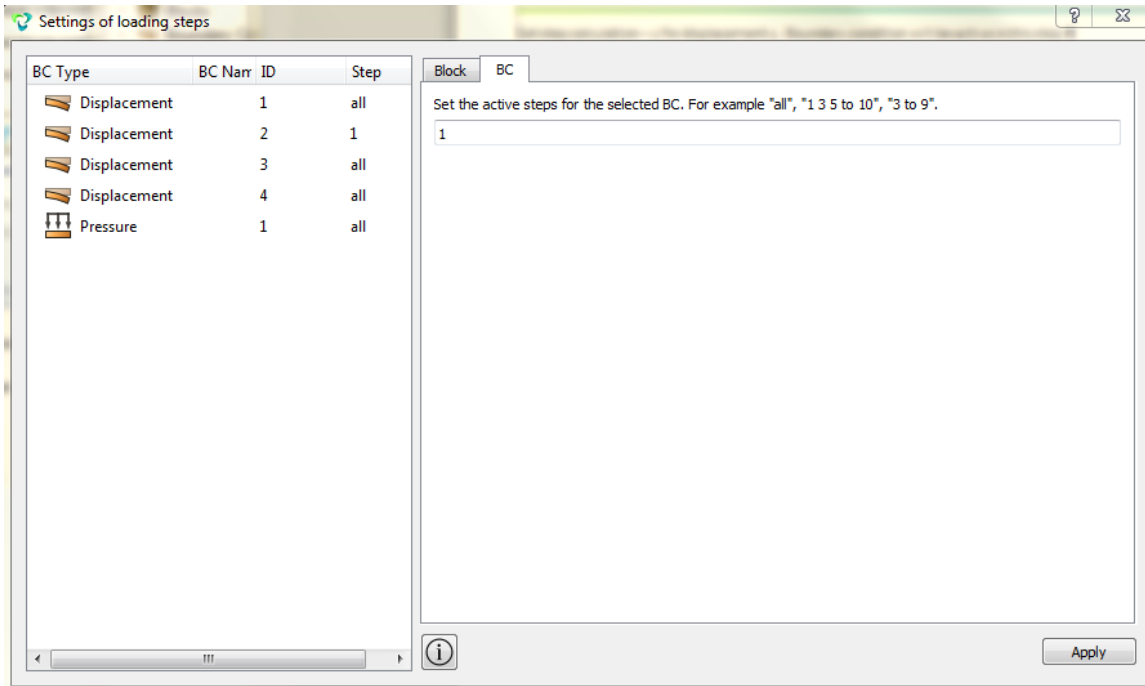 Settings of loading steps
BC Type BC Nam ID Step
Displacement 1 all
Displacement 2 1
Displacement 3 all
Displacement 4 all
Pressure 1 all
Block BC
Set the active steps for the selected BC. For example "all", "1 3 5 to 10", "3 to 9".
1
Apply